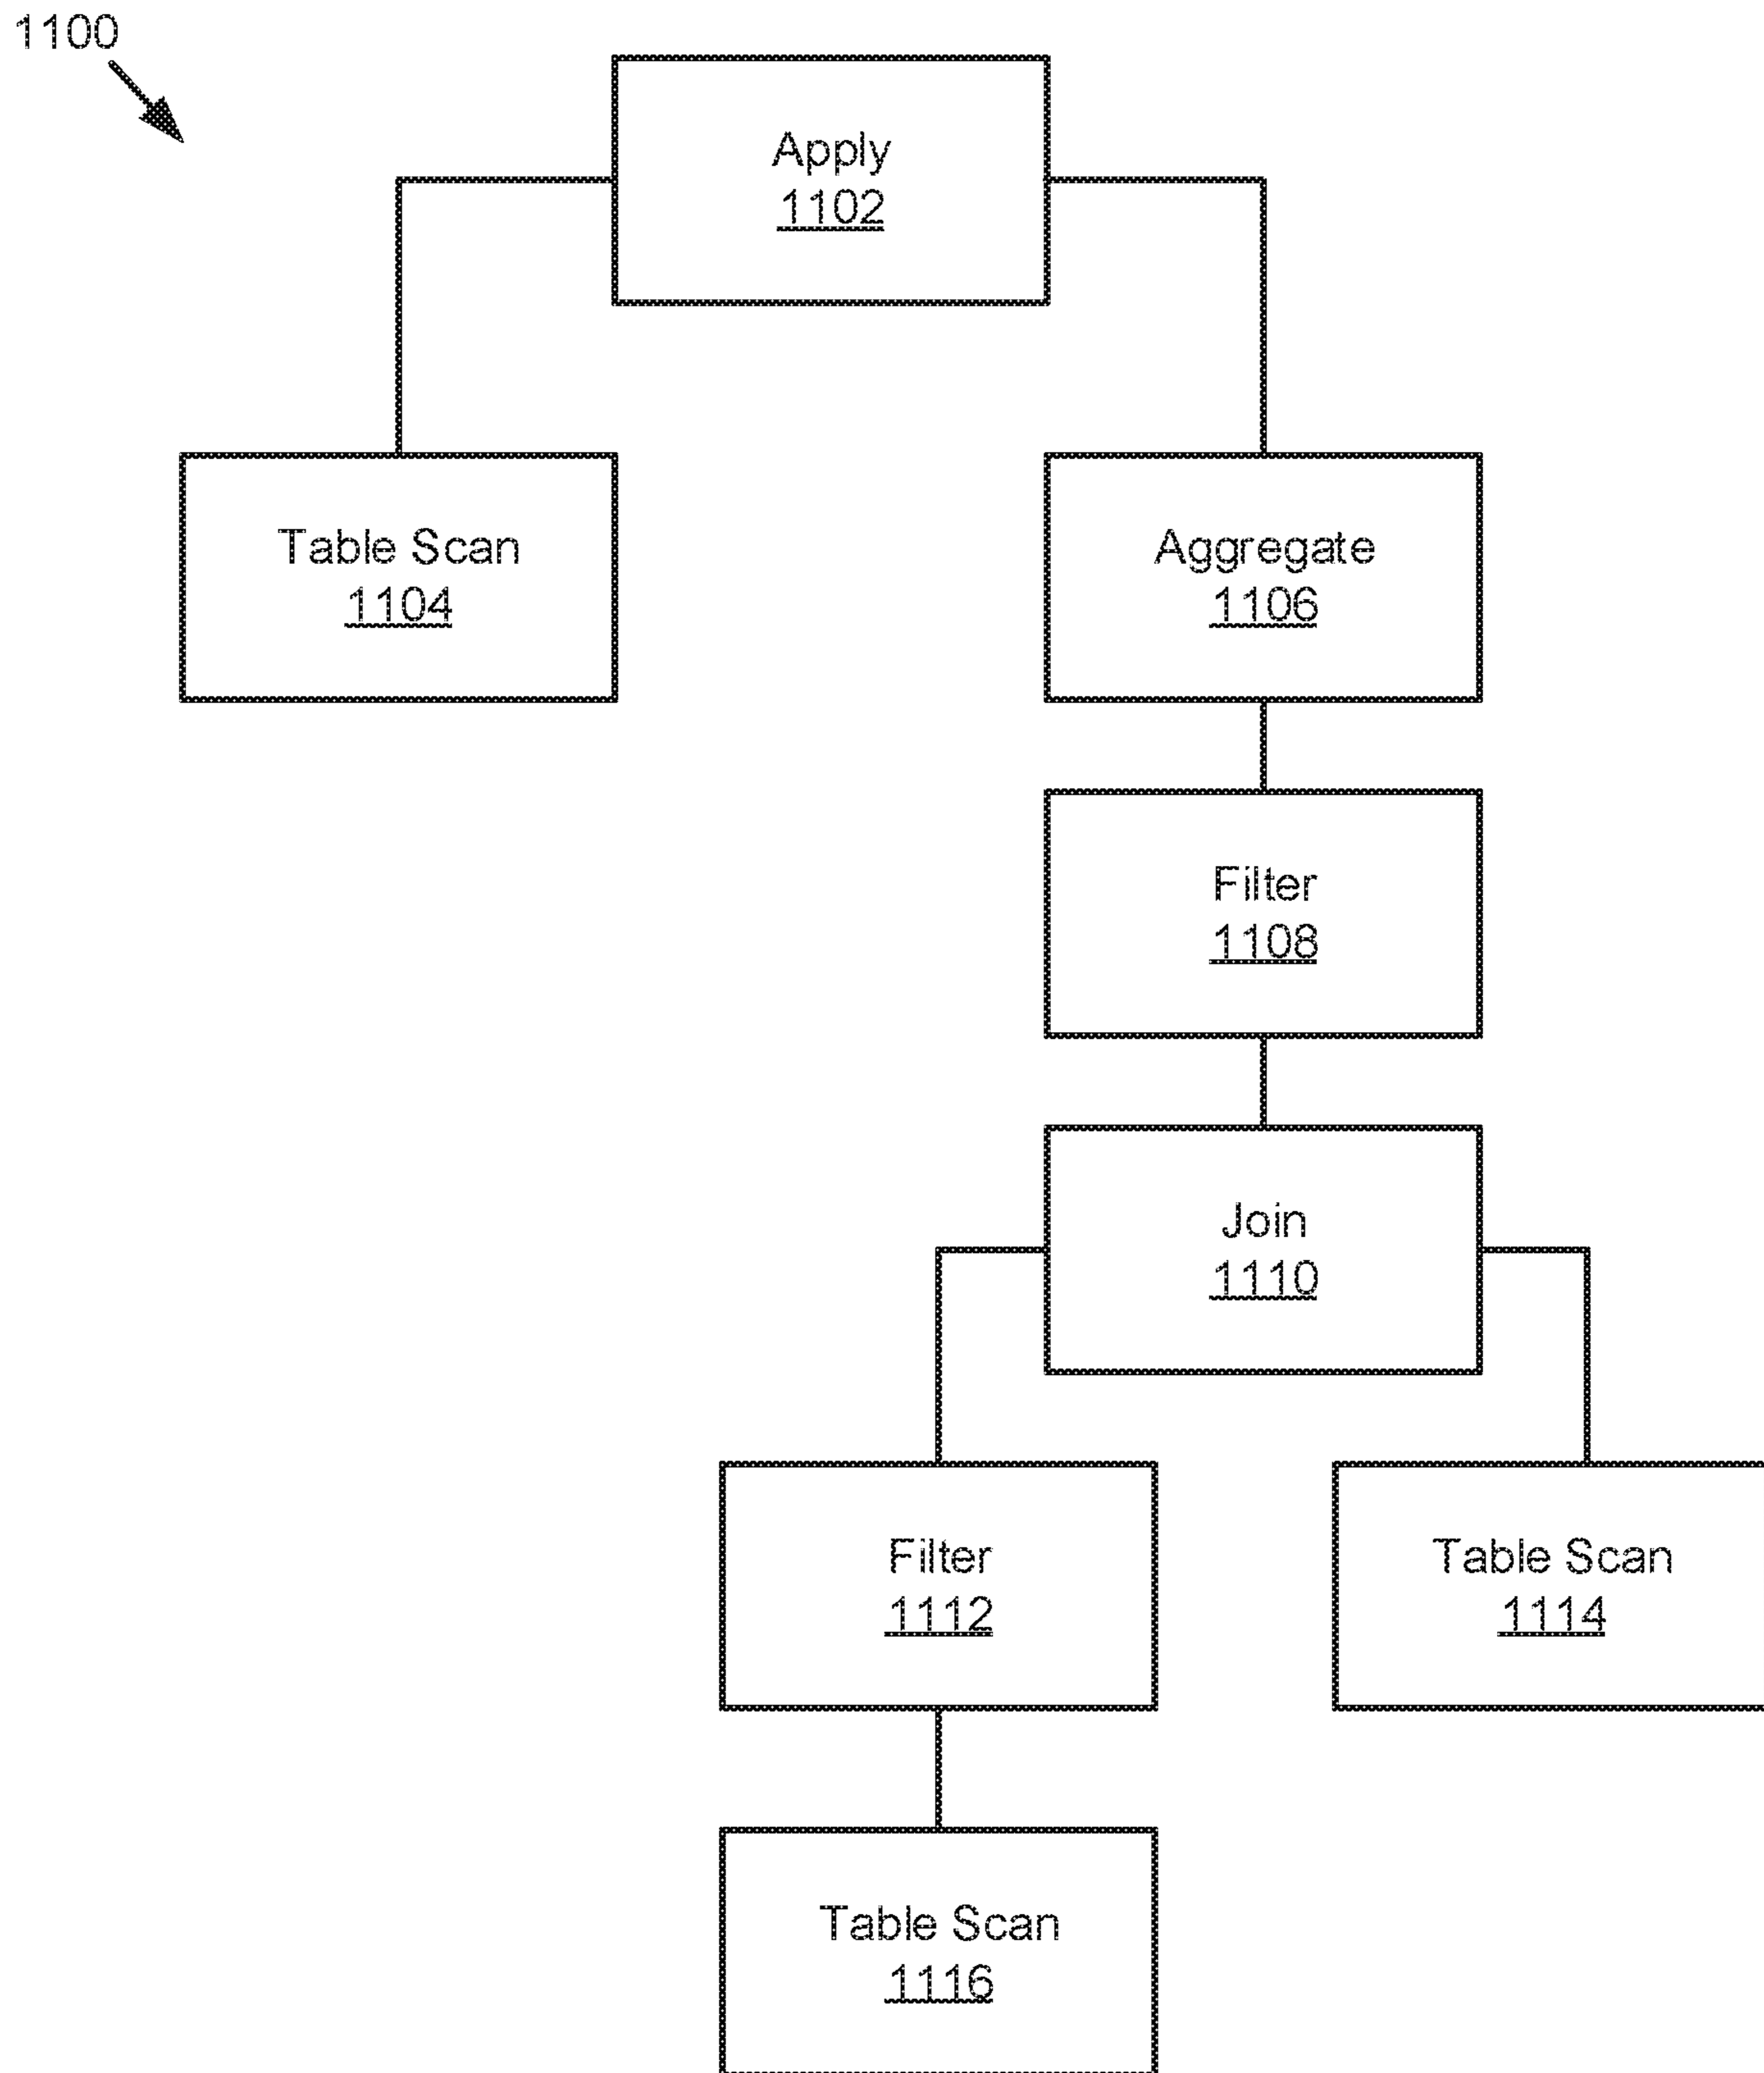 1100
Apply
1102
Table Scan
1104
Aggregate
1106
Filter
1108
Join
1110
Filter
1112
Table Scan
1114
Table Scan
1116